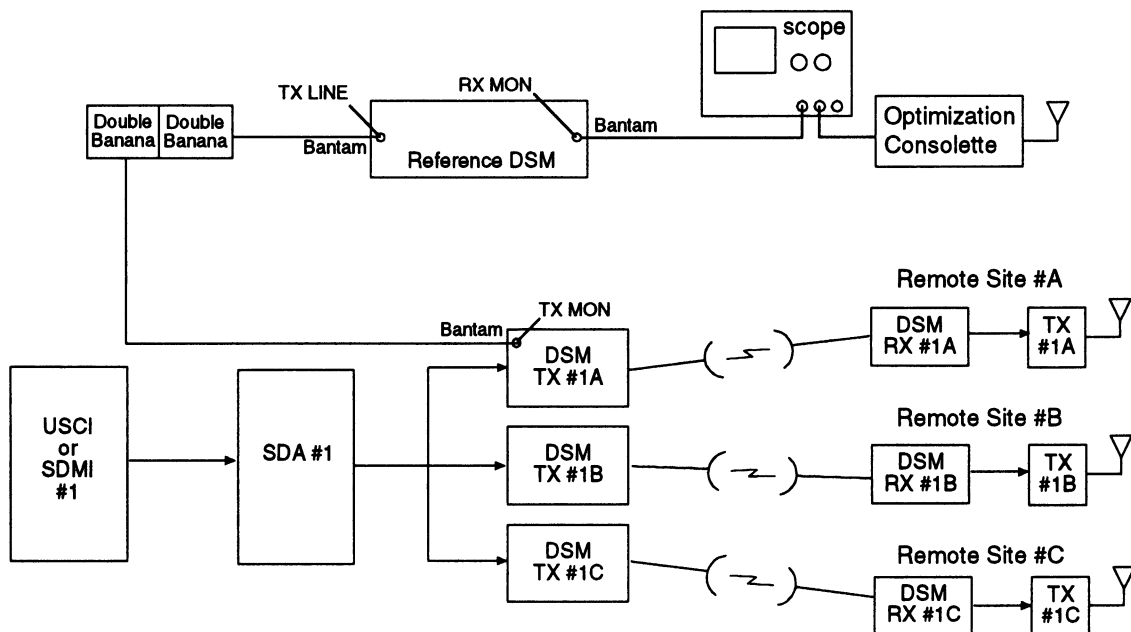 scope
TX LINE
RX MON
Double
Banana
Double
Banana
Bantam
Reference DSM
Bantam
Optimization
Consolette
Remote Site #A
Bantam
TX MON
DSM
TX #1A
DSM
RX #1A
TX
#1A
USCI
or
SDMI
#1
SDA #1
Remote Site #B
DSM
TX #1B
DSM
RX #1B
TX
#1B
Remote Site #C
DSM
TX #1C
DSM
RX #1C
TX
#1C